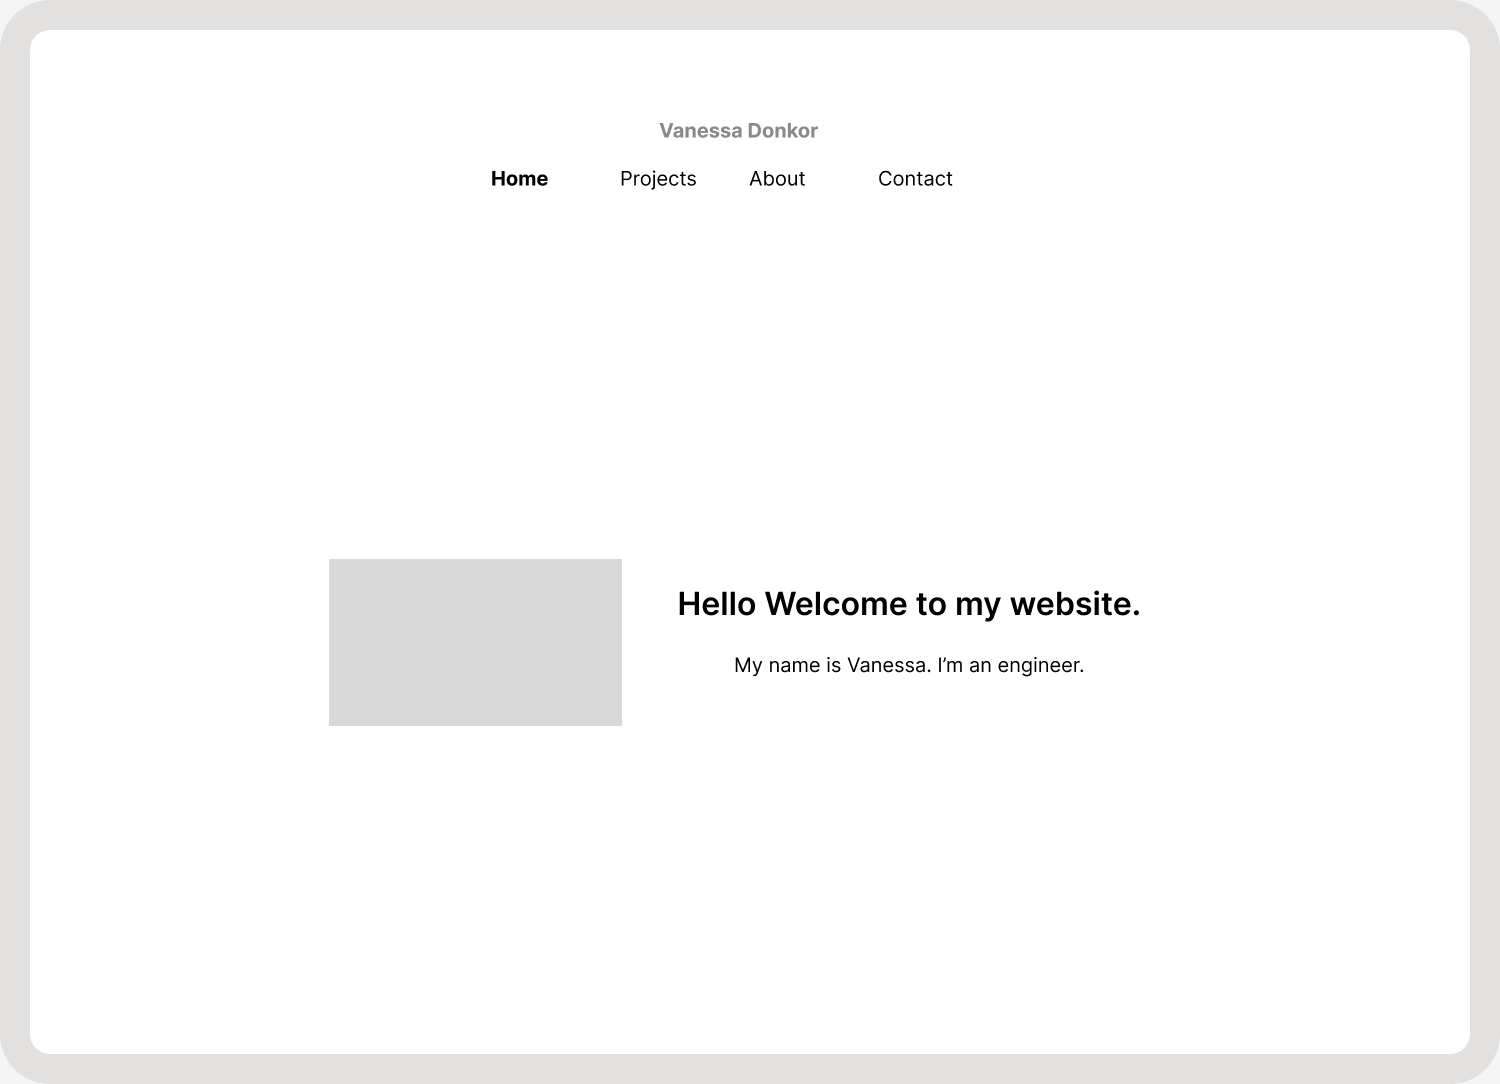 Vanessa Donkor
Home Projects About Contact
Hello Welcome to my website.
My name is Vanessa. I’m an engineer.